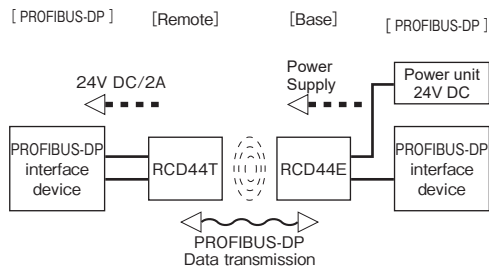 [ PROFIBUS-DP ]
[Remote]
[Base]
[ PROFIBUS-DP ]
24V DC/2A
Power
Supply
Power unit
24V DC
PROFIBUS-DP
interface
device
RCD44T
RCD44E
PROFIBUS-DP
interface
device
PROFIBUS-DP
Data transmission